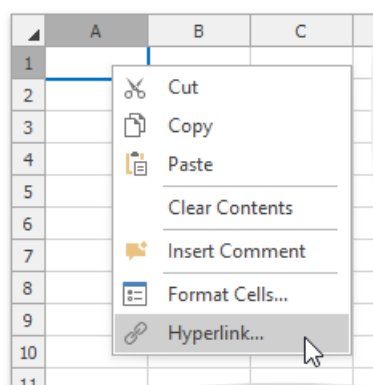 A B C
1
2
3
4
5
6
7
8
9
10
11
Cut
Copy
Paste
Clear Contents
Insert Comment
Format Cells...
Hyperlink...